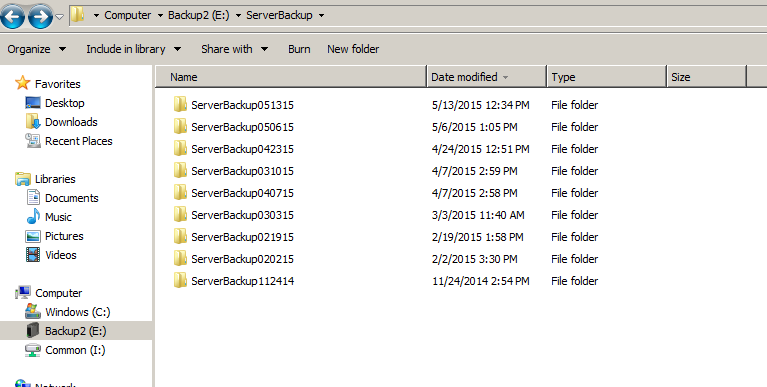 Computer Backup2 (E:) ServerBackup
Organize Include in library Share with Burn New folder
Favorites
Desktop
Downloads
Recent Places
Libraries
Documents
Music
Pictures
Videos
Computer
Windows (C:)
Backup2 (E:)
Common (I:)
Network
Name Date modified Type Size
ServerBackup051315 5/13/2015 12:34 PM File folder
ServerBackup050615 5/6/2015 1:05 PM File folder
ServerBackup042315 4/24/2015 12:51 PM File folder
ServerBackup031015 4/7/2015 2:59 PM File folder
ServerBackup040715 4/7/2015 2:58 PM File folder
ServerBackup030315 3/3/2015 11:40 AM File folder
ServerBackup021915 2/19/2015 1:58 PM File folder
ServerBackup020215 2/2/2015 3:30 PM File folder
ServerBackup112414 11/24/2014 2:54 PM File folder